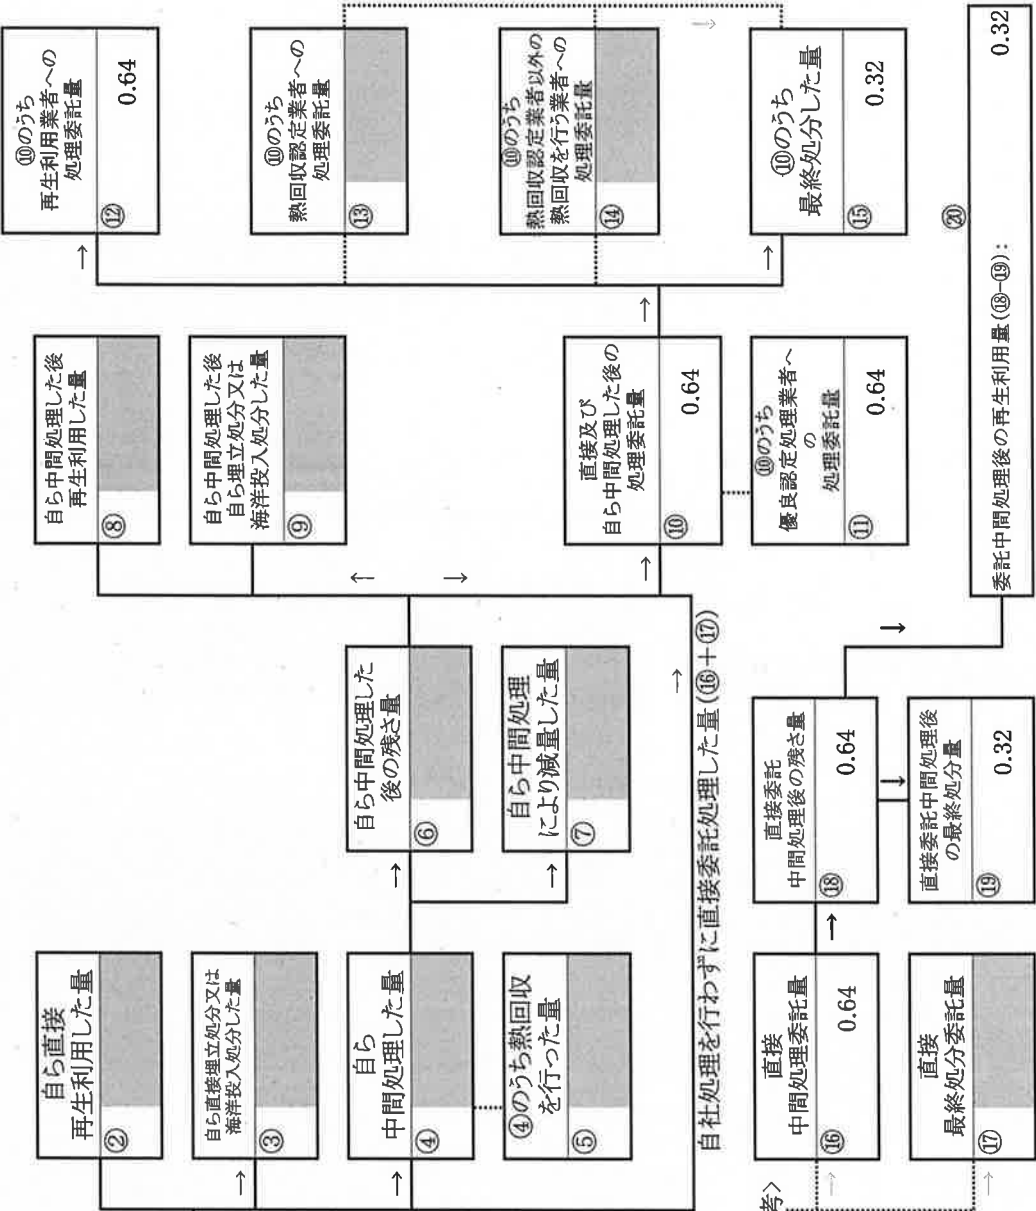 自ら直接
再生利用した量
②
自ら直接埋立処分又は
海洋投入処分した量
③
自ら
中間処理した量
④
④のうち熱回収
を行った量
⑤
自ら中間処理した
後の残さ量
⑥
自ら中間処理
により減量した量
⑦
自ら中間処理した後
再生利用した量
⑧
自ら中間処理した後
自ら埋立処分又は
海洋投入処分した量
⑨
直接及び
自ら中間処理した後の
処理委託量
⑩ 0.64
⑩のうち
優良認定処理業者へ
の
処理委託量
⑪ 0.64
⑩のうち
再生利用業者への
処理委託量
⑫ 0.64
⑩のうち
熱回収認定業者への
処理委託量
⑬
⑩のうち
熱回収認定業者以外の
熱回収を行う業者への
処理委託量
⑭
⑩のうち
最終処分した量
⑮ 0.32
自社処理を行わずに直接委託処理した量(⑯+⑰)
考>
直接
中間処理委託量
⑯ 0.64
直接
最終処分委託量
⑰
直接委託
中間処理後の残さ量
⑱ 0.64
直接委託中間処理後
の最終処分量
⑲ 0.32
⑳
委託中間処理後の再生利用量(⑱-⑲): 0.32